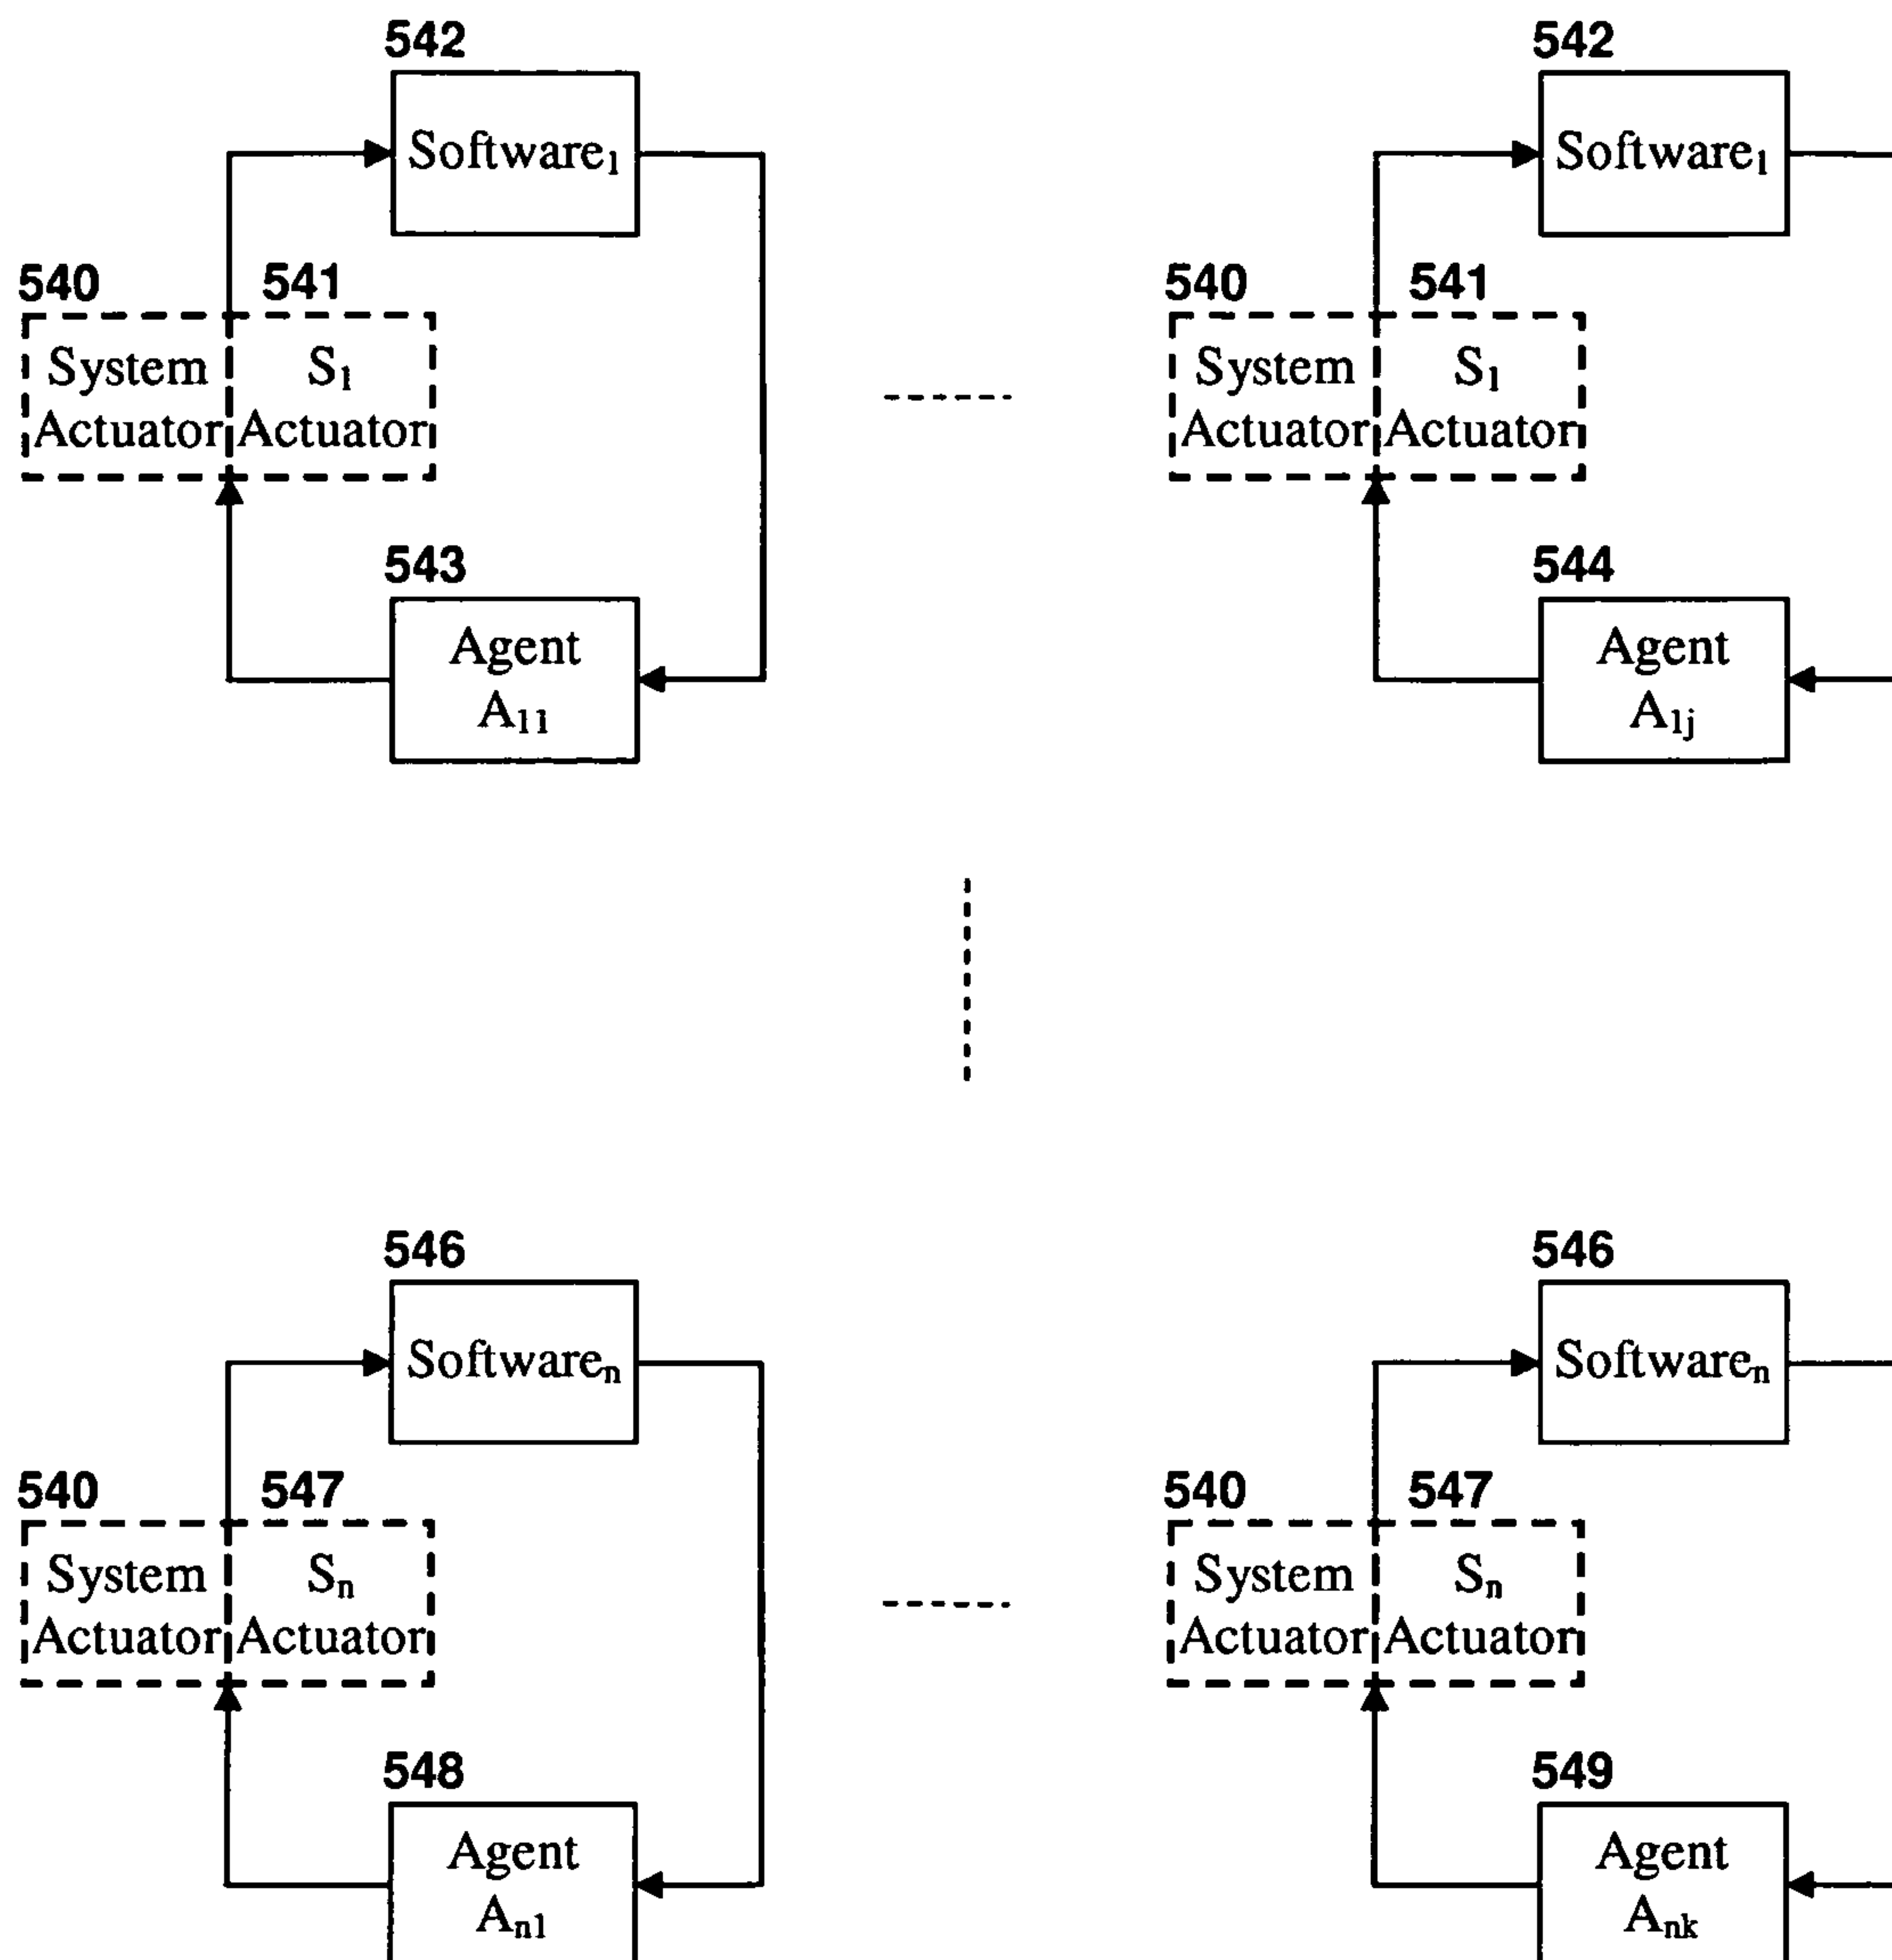 542
Software₁
540 541
System Actuator
S₁ Actuator
543
Agent
A₁₁
542
Software₁
540 541
System Actuator
S₁ Actuator
544
Agent
A₁ⱼ
546
Softwareₙ
540 547
System Actuator
Sₙ Actuator
548
Agent
Aₙ₁
546
Softwareₙ
540 547
System Actuator
Sₙ Actuator
549
Agent
Aₙₖ